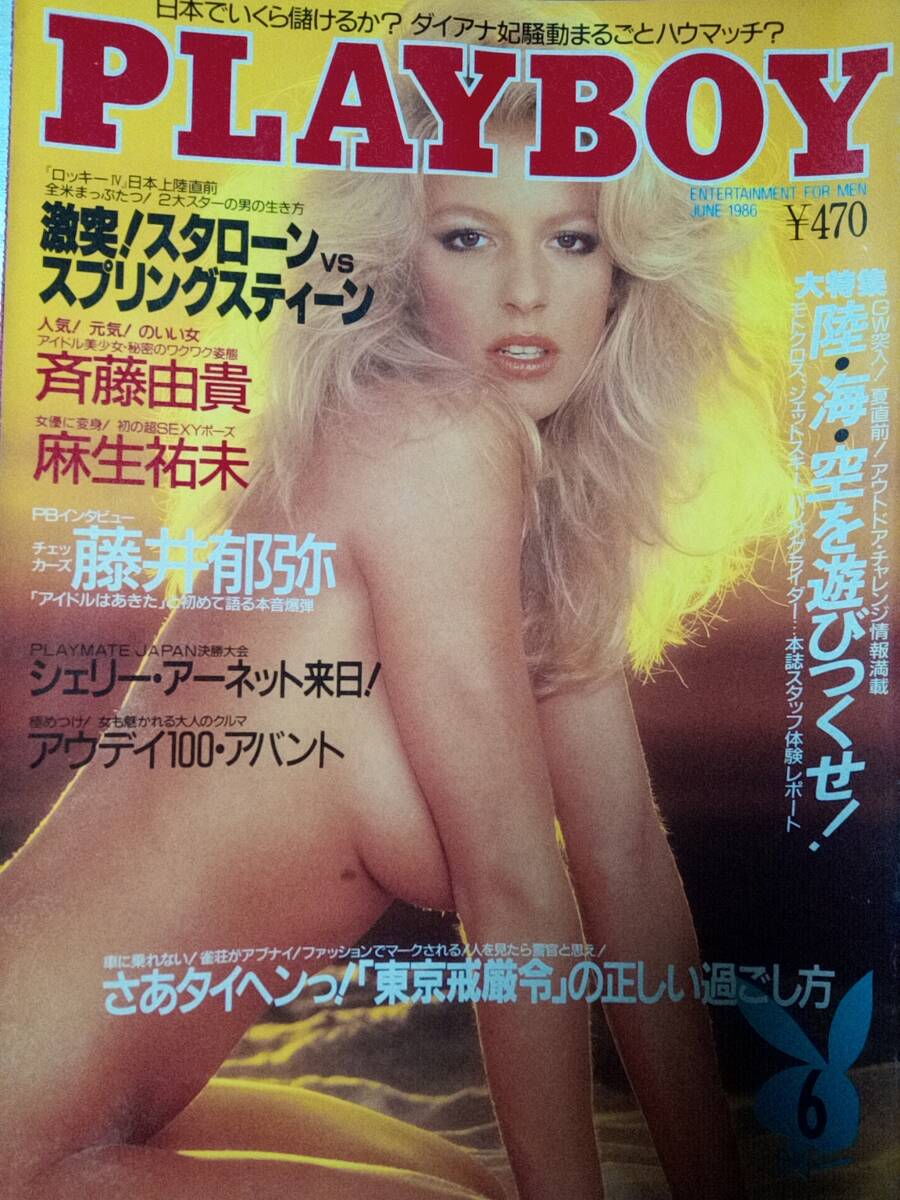 日本でいくら儲けるか? ダイアナ妃騒動まるごとハウマッチ?
PLAYBOY
ENTERTAINMENT FOR MEN
JUNE 1986
¥470
『ロッキーⅣ』日本上陸直前
全米まっぷたつ! 2大スターの男の生き方
激突!スタローンVS
スプリングスティーン
人気! 元気! のいい女
アイドル美少女・秘密のワクワク姿態
斉藤由貴
女優に変身! 初の超SEXYポーズ
麻生祐未
PBインタビュー
チェッカーズ 藤井郁弥
「アイドルはあきた」と初めて語る本音爆弾
PLAYMATE JAPAN決勝大会
シェリー・アーネット来日!
極めつけ! 女も魅かれる大人のクルマ
アウデイ100・アバント
大特集
GW突入! 夏直前! アウトドア・チャレンジ情報満載
陸・海・空を遊びつくせ!
モトクロス、ジェットスキー、ハンググライダー…本誌スタッフ体験レポート
車に乗れない! 雀荘がアブナイ! ファッションでマークされる! 人を見たら警官と思え!
さあタイヘンっ!「東京戒厳令」の正しい過ごし方
6